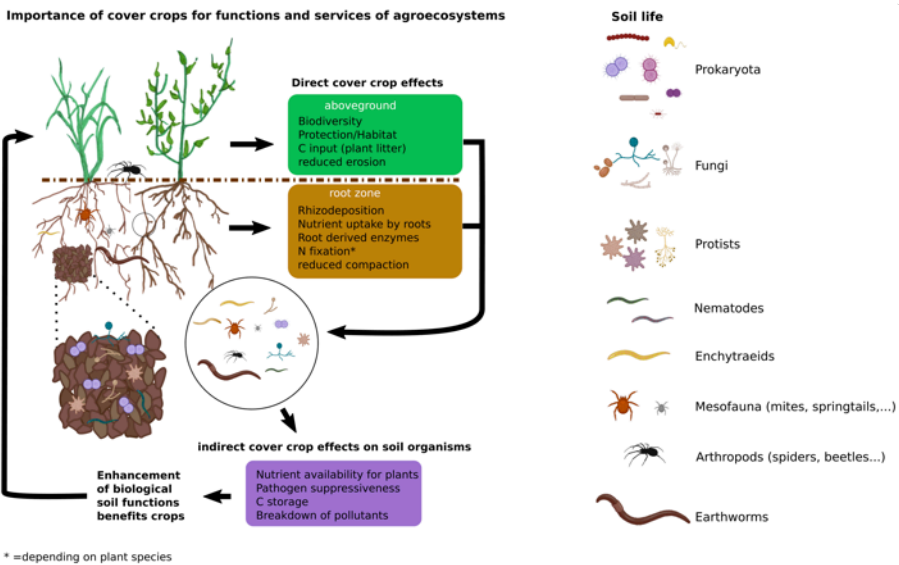 Importance of cover crops for functions and services of agroecosystems
Direct cover crop effects
aboveground
Biodiversity
Protection/Habitat
C input (plant litter)
reduced erosion
root zone
Rhizodeposition
Nutrient uptake by roots
Root derived enzymes
N fixation*
reduced compaction
indirect cover crop effects on soil organisms
Nutrient availability for plants
Pathogen suppressiveness
C storage
Breakdown of pollutants
Enhancement
of biological
soil functions
benefits crops
* =depending on plant species
Soil life
Prokaryota
Fungi
Protists
Nematodes
Enchytraeids
Mesofauna (mites, springtails,...)
Arthropods (spiders, beetles...)
Earthworms